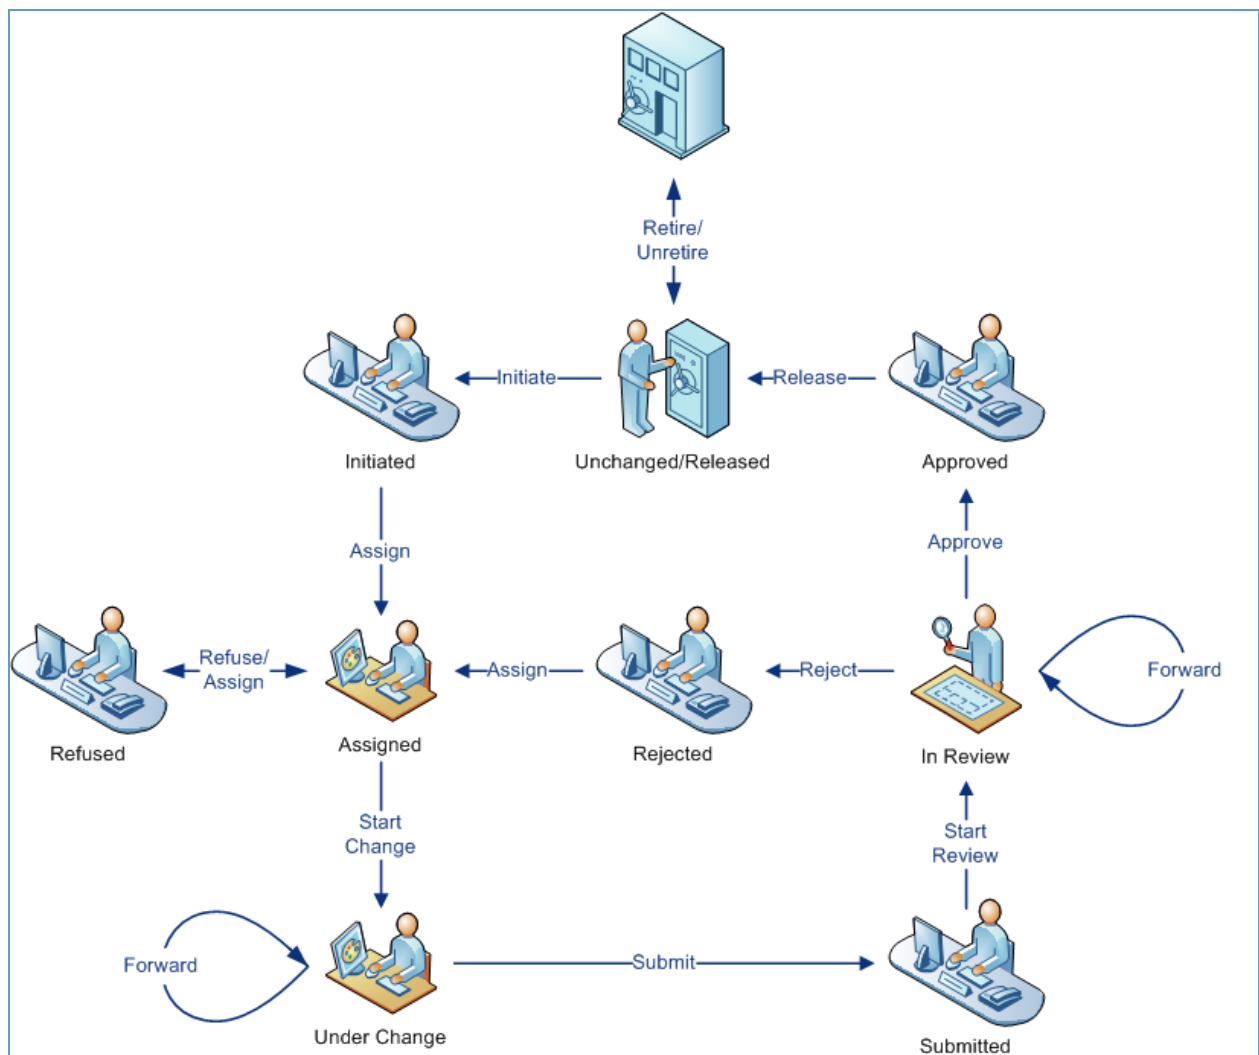 Retire/
Unretire
Initiate
Release
Initiated
Unchanged/Released
Approved
Assign
Approve
Refuse/
Assign
Assign
Reject
Forward
Refused
Assigned
Rejected
In Review
Start
Change
Start
Review
Forward
Submit
Under Change
Submitted